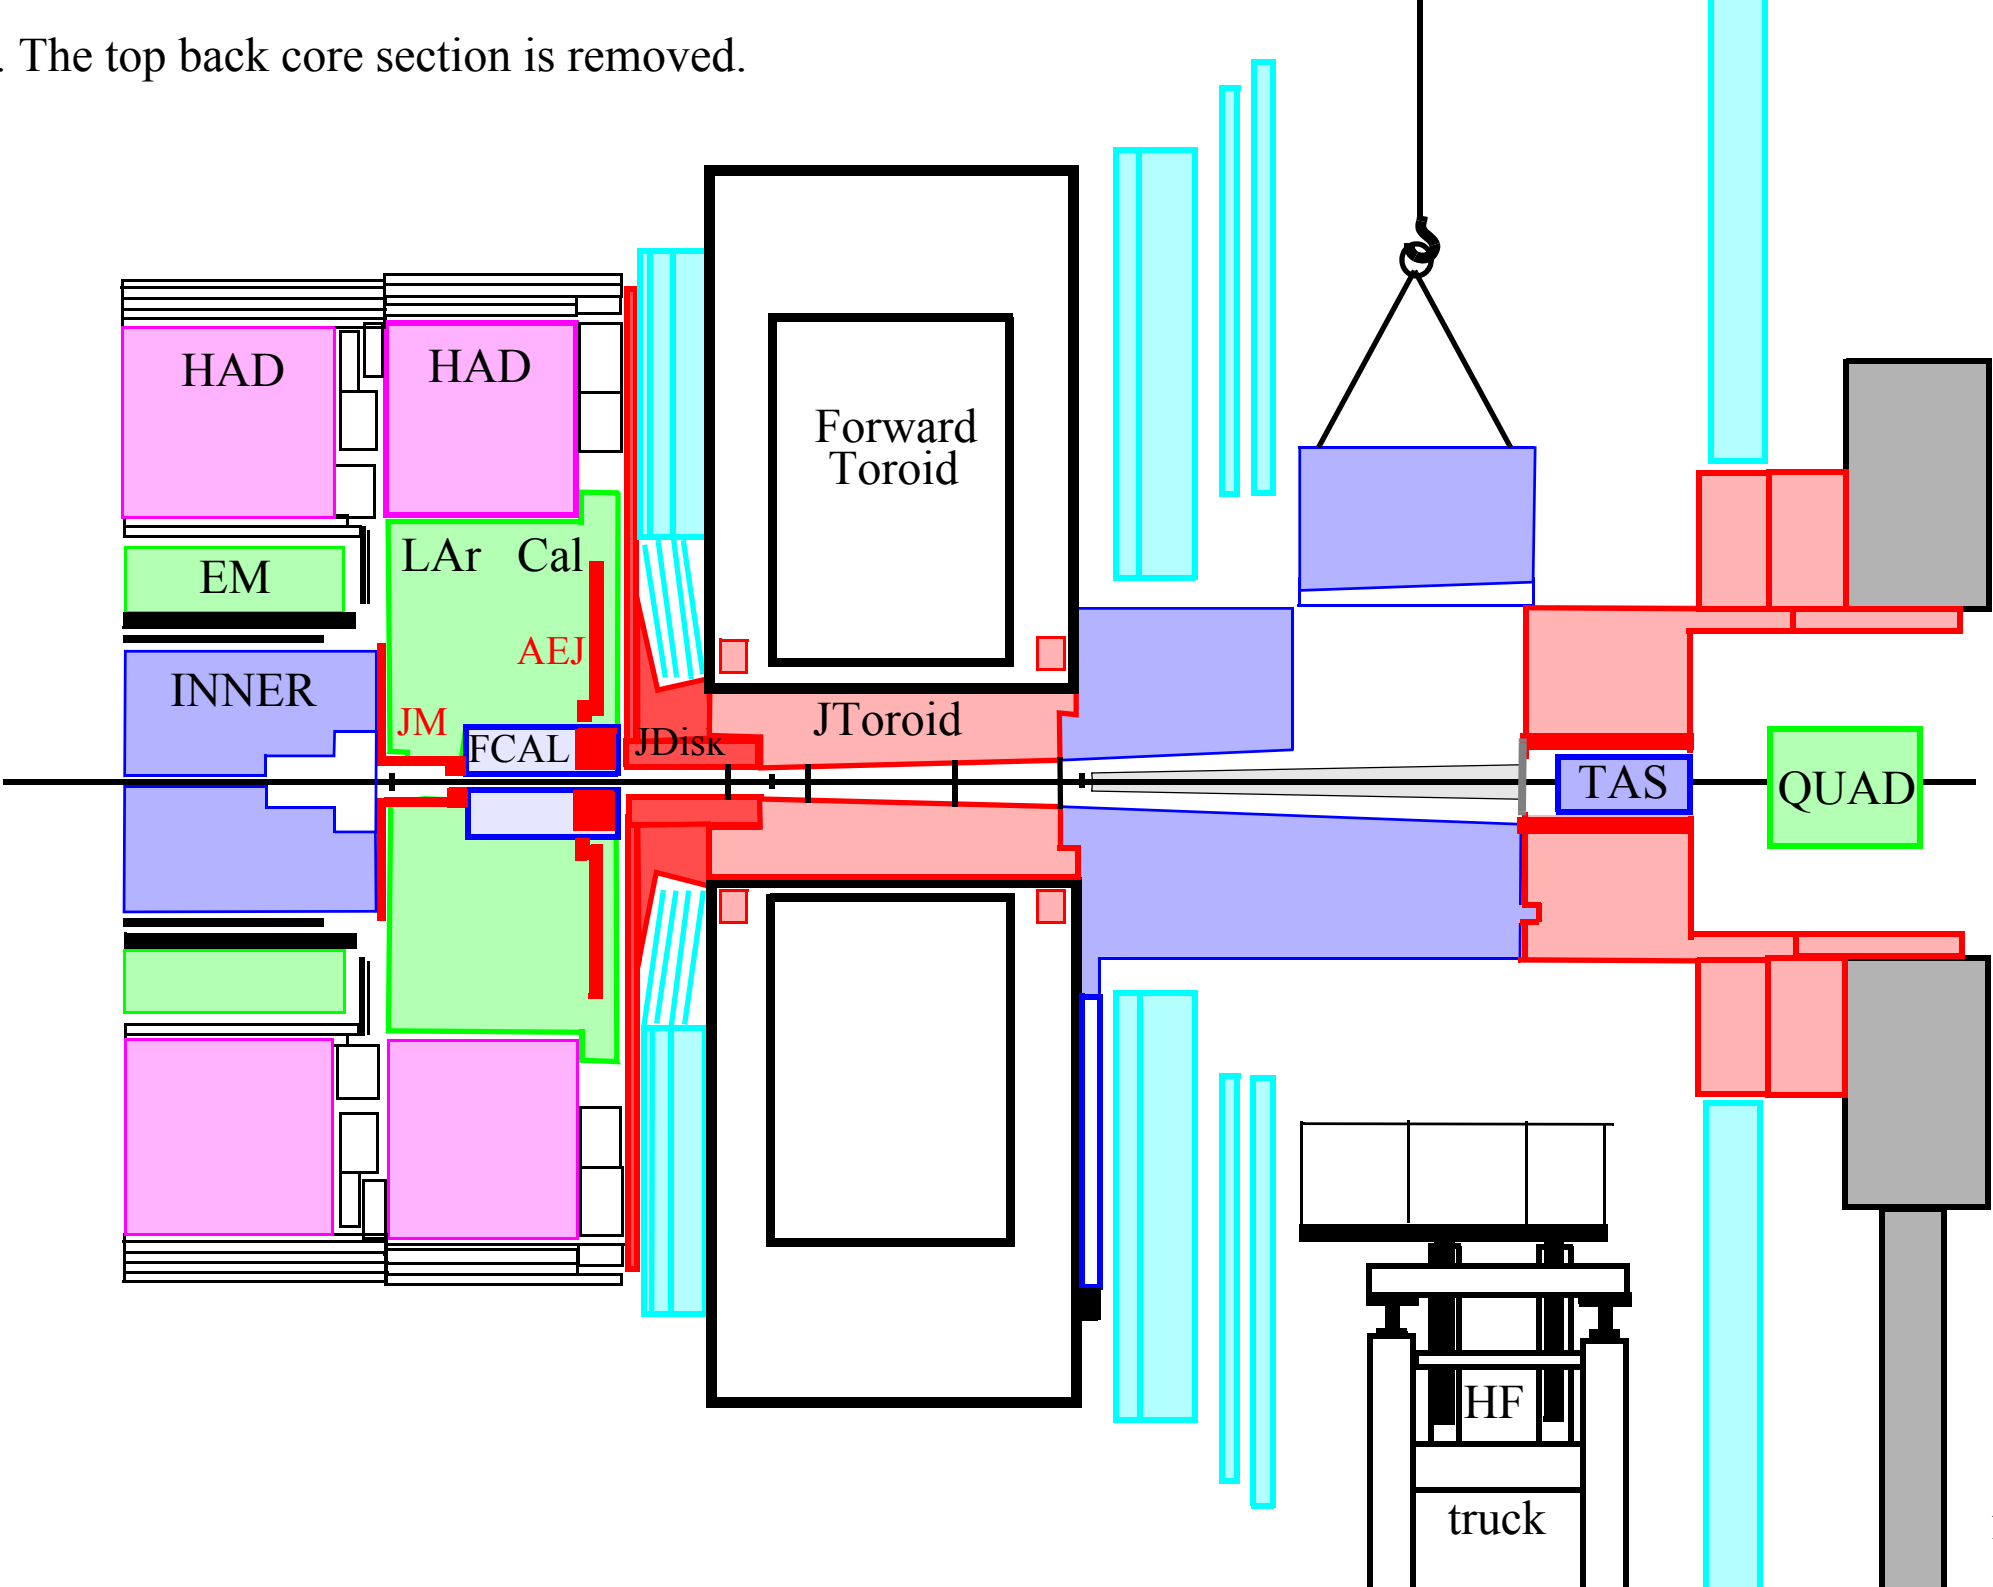 . The top back core section is removed.
HAD
HAD
Forward
Toroid
LAr Cal
EM
AEJ
INNER
JM
JToroid
FCAL
JDisk
TAS
QUAD
HF
truck